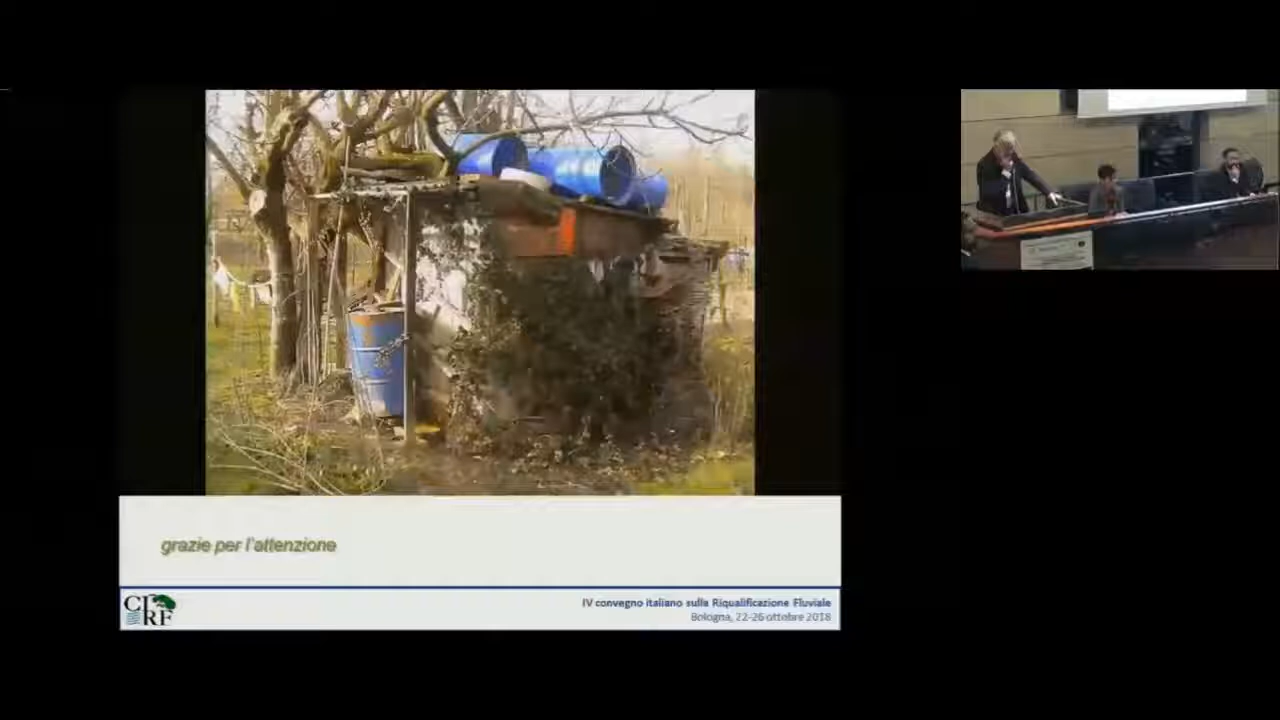 grazie per l'attenzione
CIRF
IV convegno italiano sulla Riqualificazione Fluviale
Bologna, 22-26 ottobre 2018